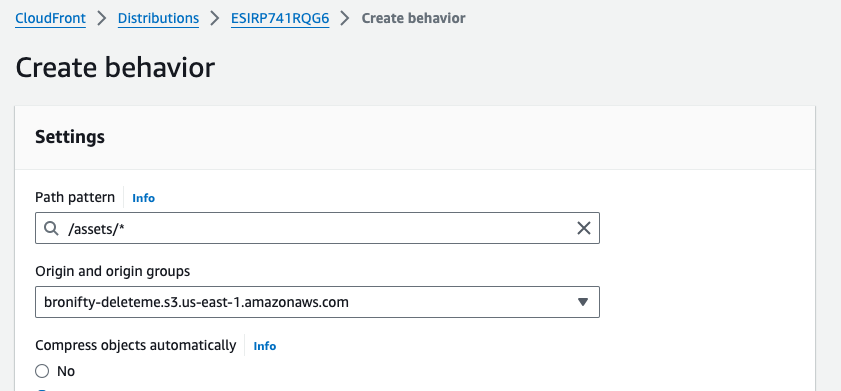 CloudFront > Distributions > ESIRP741RQG6 > Create behavior
Create behavior
Settings
Path pattern Info
/assets/*
Origin and origin groups
bronifty-deleteme.s3.us-east-1.amazonaws.com
Compress objects automatically Info
No